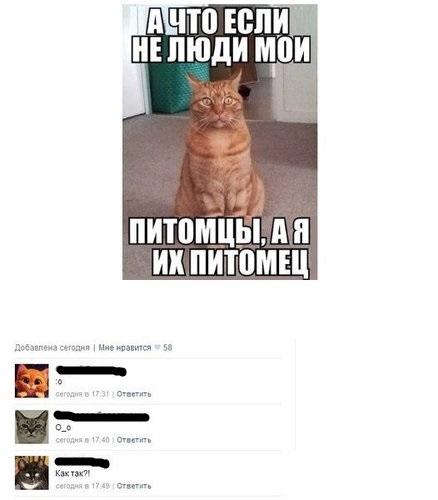 А ЧТО ЕСЛИ
НЕ ЛЮДИ МОИ
ПИТОМЦЫ, А Я
ИХ ПИТОМЕЦ
Добавлена сегодня | Мне нравится 58
:о
сегодня в 17:31 | Ответить
О_о
сегодня в 17:40 | Ответить
Как так?!
сегодня в 17:49 | Ответить